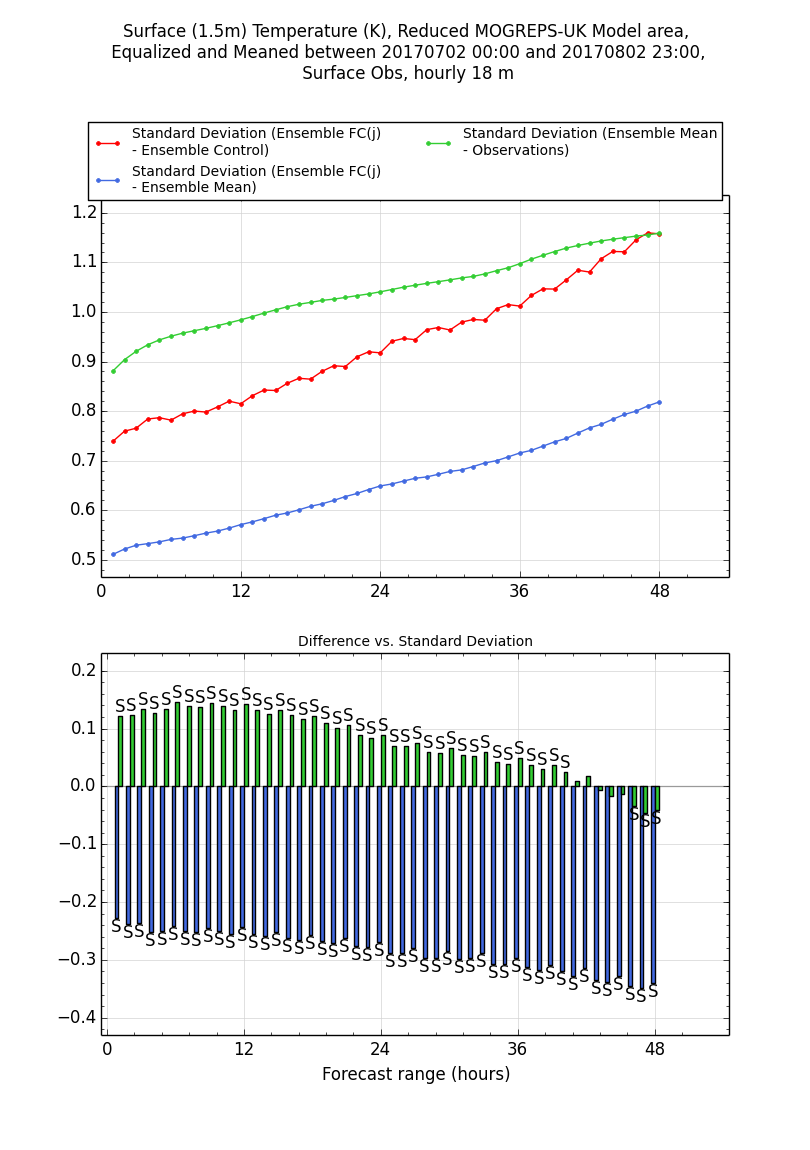 Surface (1.5m) Temperature (K), Reduced MOGREPS-UK Model area,
Equalized and Meaned between 20170702 00:00 and 20170802 23:00,
Surface Obs, hourly 18 m
Standard Deviation (Ensemble FC(j)
- Ensemble Control)
Standard Deviation (Ensemble FC(j)
- Ensemble Mean)
Standard Deviation (Ensemble Mean
- Observations)
1.2
1.1
1.0
0.9
0.8
0.7
0.6
0.5
0 12 24 36 48
Difference vs. Standard Deviation
0.2
S S S S S S S S S S S S S S S S S S S S S S S S S S S S S S S S S S S S S S S S
0.1
0.0
S S S
−0.1
−0.2
S S S S S S S S S S S S S S S S S S S S S S S S S S S S S S S S S S S S S S S S S S S S S S S S
−0.3
−0.4
0 12 24 36 48
Forecast range (hours)